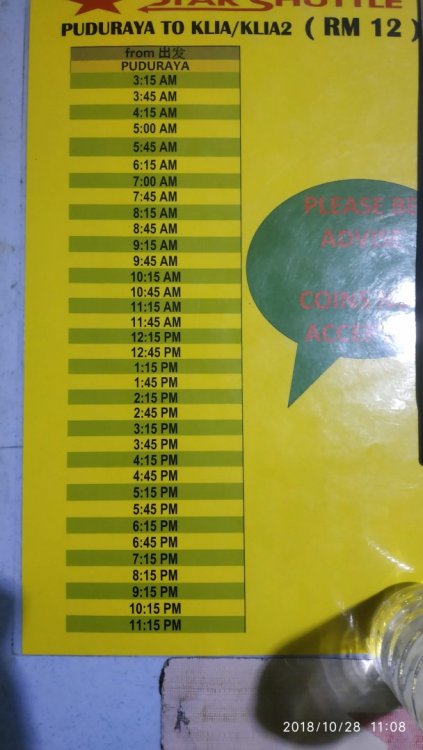 STAR SHUTTLE
PUDURAYA TO KLIA/KLIA2 ( RM 12 )
from 出发
PUDURAYA
3:15 AM
3:45 AM
4:15 AM
5:00 AM
5:45 AM
6:15 AM
7:00 AM
7:45 AM
8:15 AM
8:45 AM
9:15 AM
9:45 AM
10:15 AM
10:45 AM
11:15 AM
11:45 AM
12:15 PM
12:45 PM
1:15 PM
1:45 PM
2:15 PM
2:45 PM
3:15 PM
3:45 PM
4:15 PM
4:45 PM
5:15 PM
5:45 PM
6:15 PM
6:45 PM
7:15 PM
8:15 PM
9:15 PM
10:15 PM
11:15 PM
PLEASE BE
ADVISE
COINS
2018/10/28 11:08